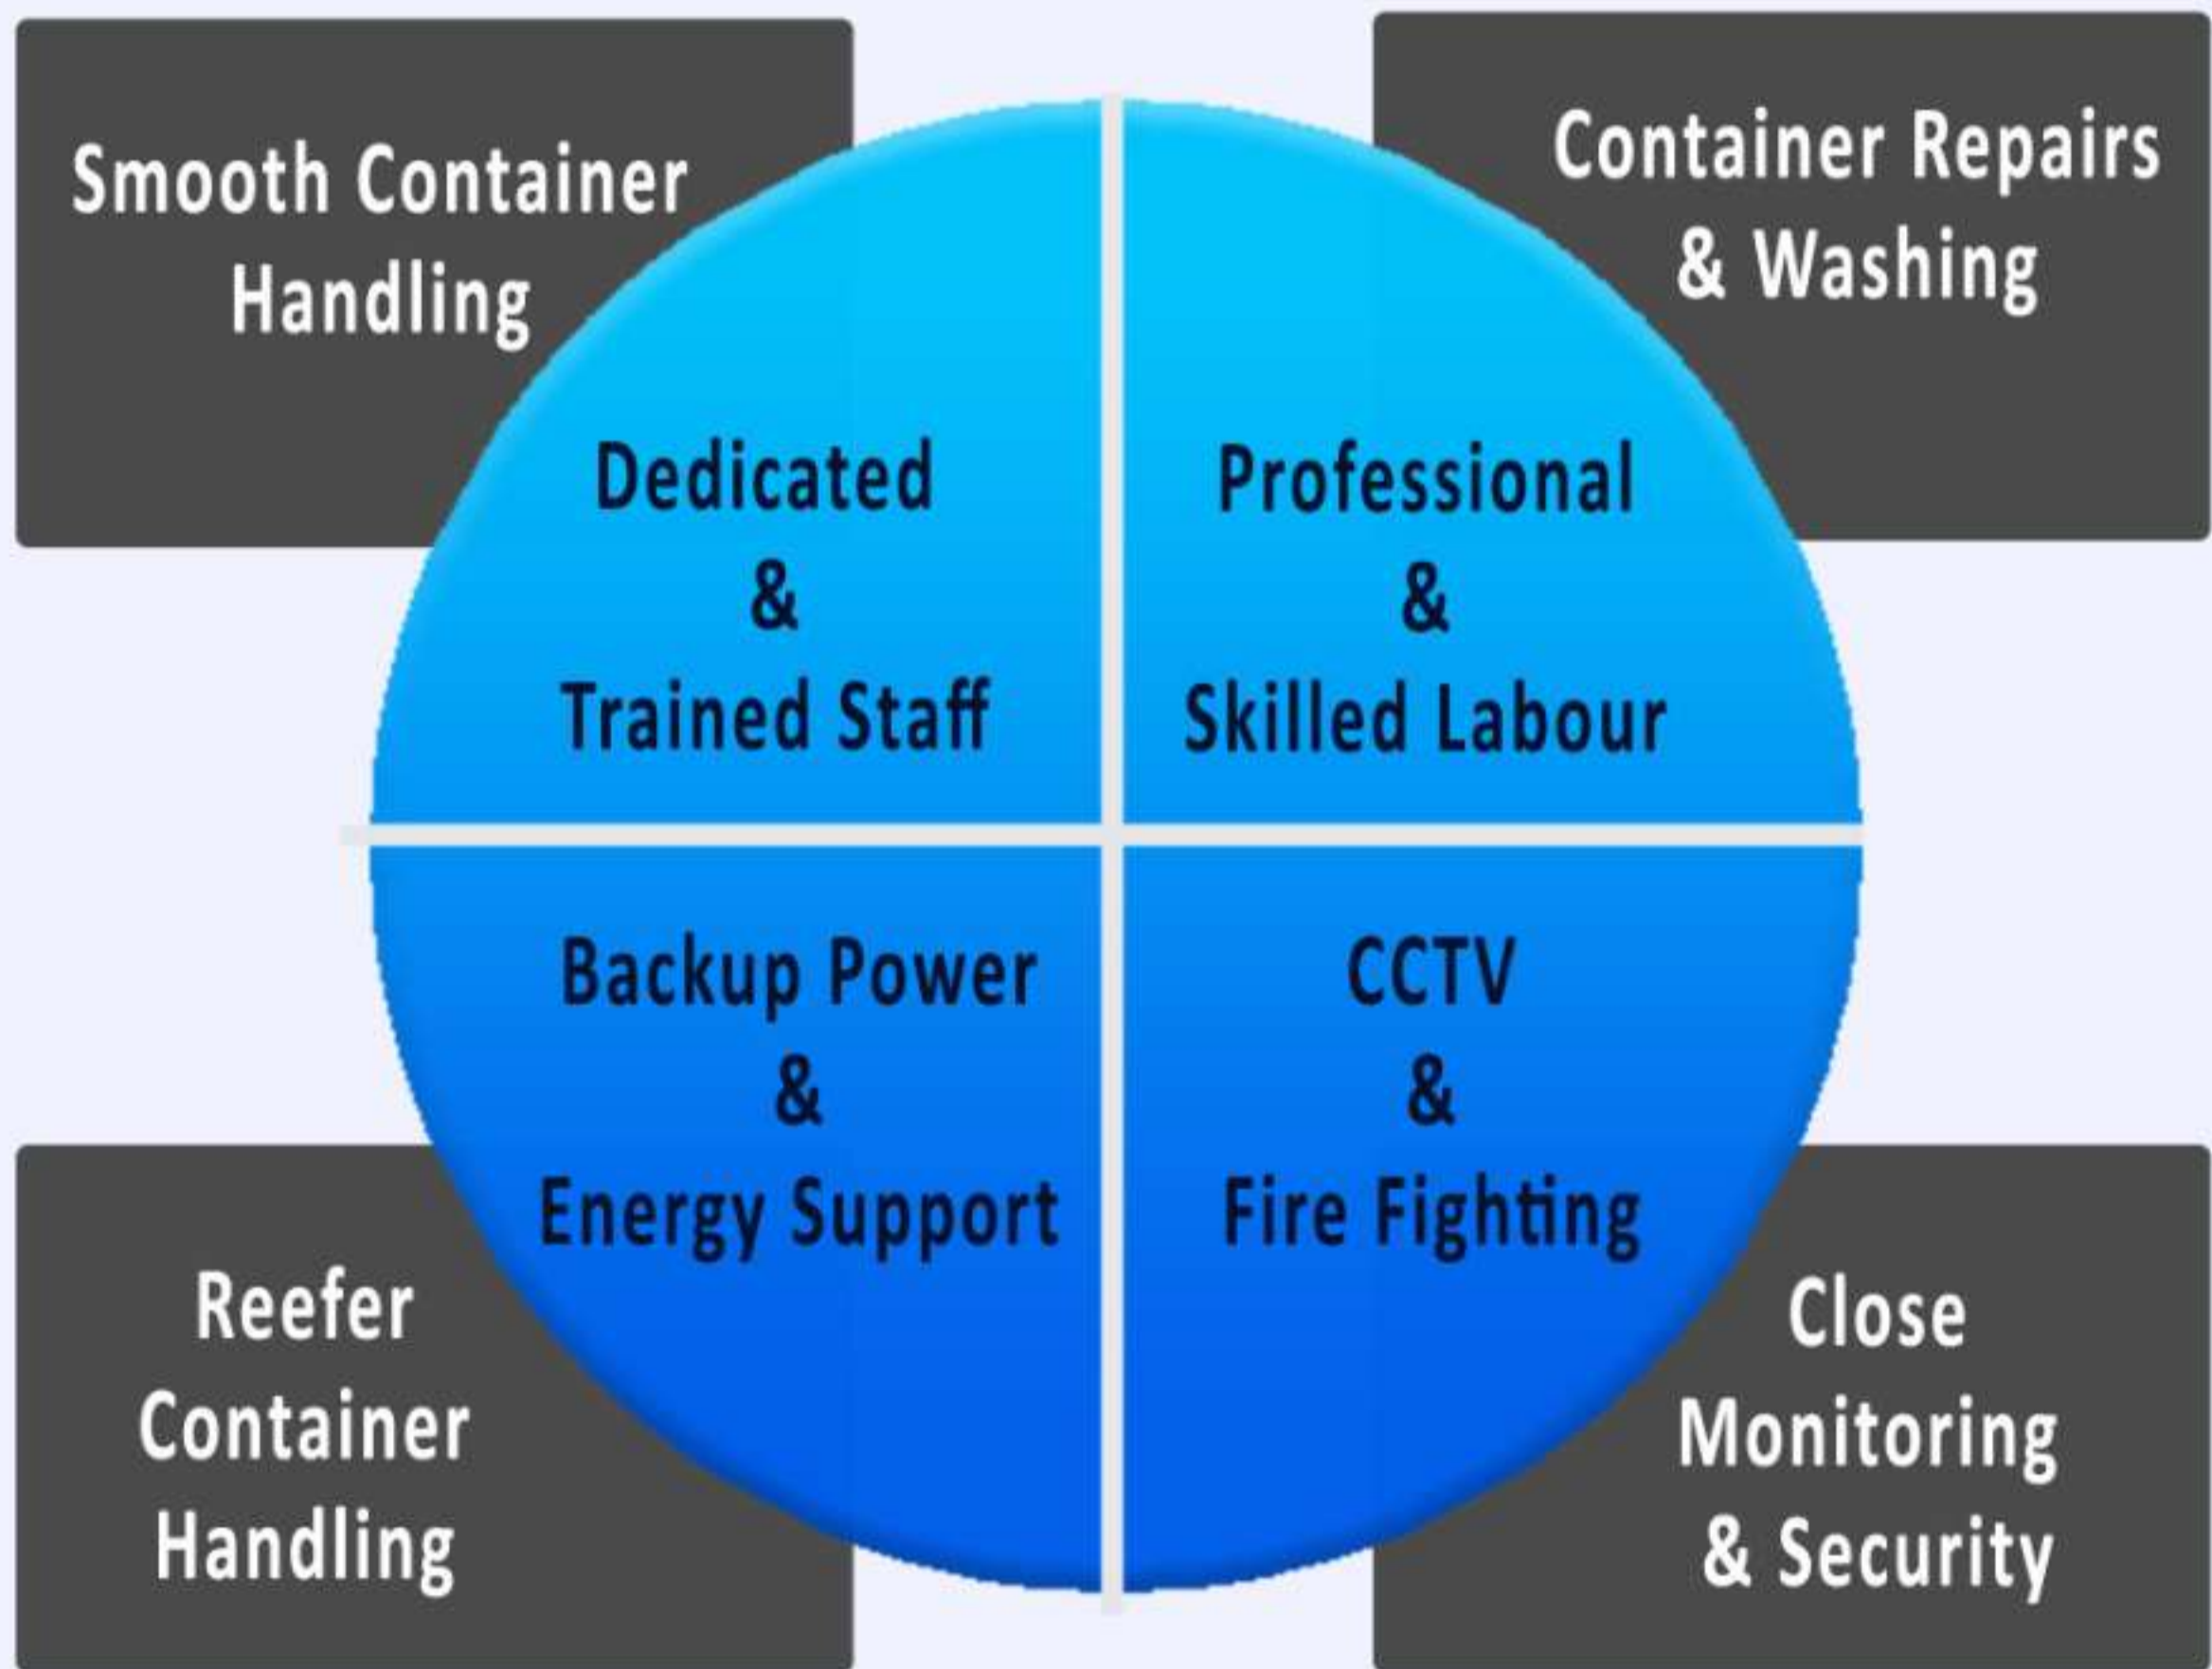 Smooth Container
Handling
Container Repairs
& Washing
Dedicated
&
Trained Staff
Professional
&
Skilled Labour
Backup Power
&
Energy Support
CCTV
&
Fire Fighting
Reefer
Container
Handling
Close
Monitoring
& Security